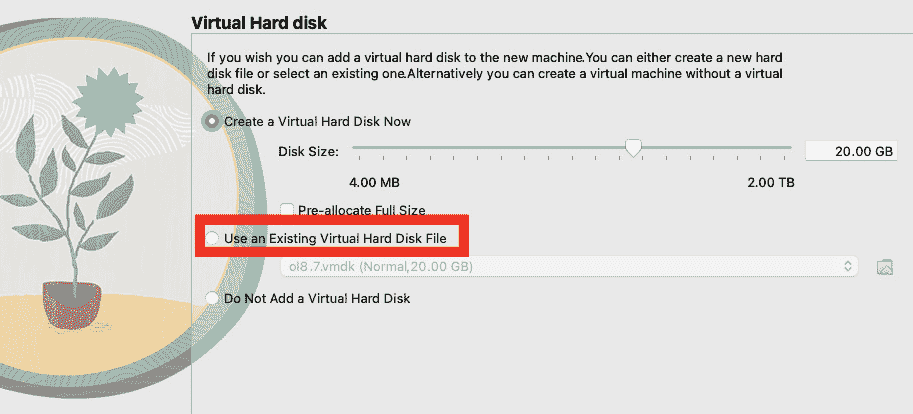 Virtual Hard disk
If you wish you can add a virtual hard disk to the new machine.You can either create a new hard
disk file or select an existing one.Alternatively you can create a virtual machine without a virtual
hard disk.
Create a Virtual Hard Disk Now
Disk Size:
20.00 GB
4.00 MB
2.00 TB
Pre-allocate Full Size
Use an Existing Virtual Hard Disk File
ol8.7.vmdk (Normal,20.00 GB)
Do Not Add a Virtual Hard Disk